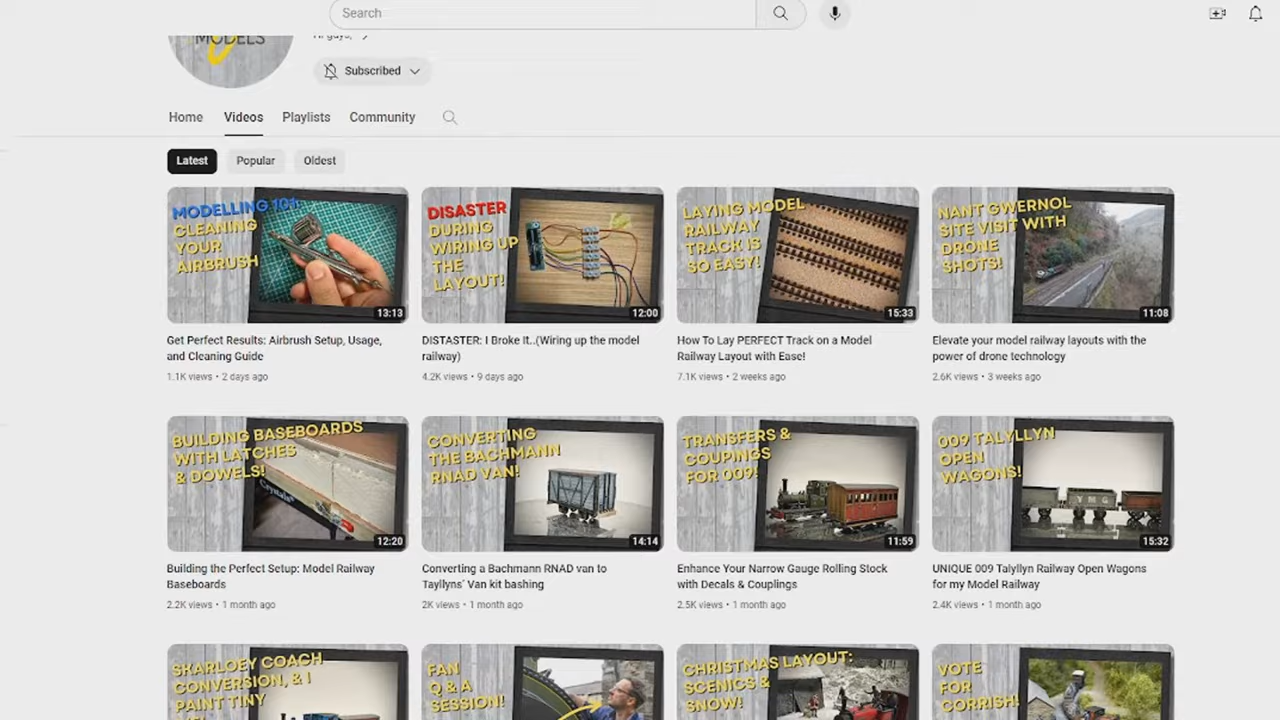 Search
MODELS
Subscribed
Home Videos Playlists Community
Latest Popular Oldest
MODELLING 101:
CLEANING
YOUR
AIRBRUSH
13:13
DISASTER
DURING
WIRING UP
THE
LAYOUT!
12:00
LAYING MODEL
RAILWAY
TRACK IS
SO EASY!
15:33
NANT GWERNOL
SITE VISIT WITH
DRONE
SHOTS!
11:08
Get Perfect Results: Airbrush Setup, Usage,
and Cleaning Guide
1.1K views • 2 days ago
DISTASTER: I Broke It..(Wiring up the model
railway)
4.2K views • 9 days ago
How To Lay PERFECT Track on a Model
Railway Layout with Ease!
7.1K views • 2 weeks ago
Elevate your model railway layouts with the
power of drone technology
2.6K views • 3 weeks ago
BUILDING BASEBOARDS
WITH LATCHES
& DOWELS!
12:20
CONVERTING
THE BACHMANN
RNAD VAN!
14:14
TRANSFERS &
COUPINGS
FOR 009!
11:59
009 TALYLLYN
OPEN
WAGONS!
15:32
Building the Perfect Setup: Model Railway
Baseboards
2.2K views • 1 month ago
Converting a Bachmann RNAD van to
Tayllyns' Van kit bashing
2K views • 1 month ago
Enhance Your Narrow Gauge Rolling Stock
with Decals & Couplings
2.5K views • 1 month ago
UNIQUE 009 Talyllyn Railway Open Wagons
for my Model Railway
2.4K views • 1 month ago
SKARLOEY COACH
CONVERSION, & I
PAINT TINY
FAN
Q & A
SESSION!
CHRISTMAS LAYOUT:
SCENICS &
SNOW!
VOTE
FOR
CORRISH!